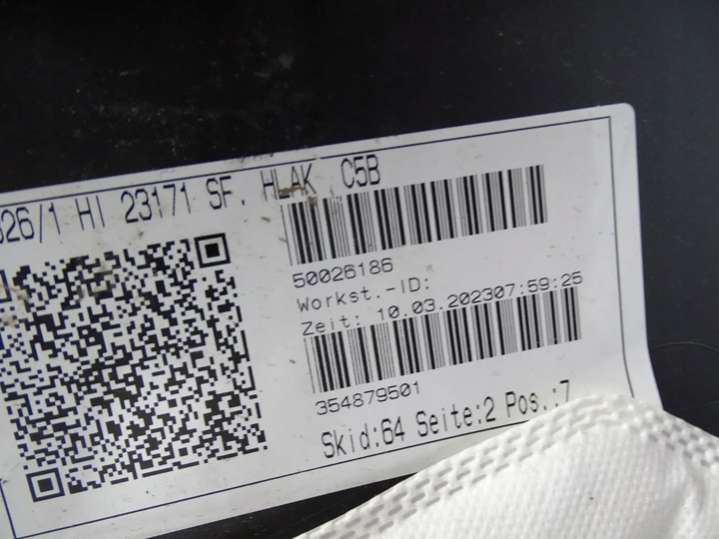 326/1 HI 23171 SF. HLAK C5B
50026186
Workst.-ID:
Zeit: 10.03.202307:59:25
354879501
Skid:64 Seite:2 Pos.:7